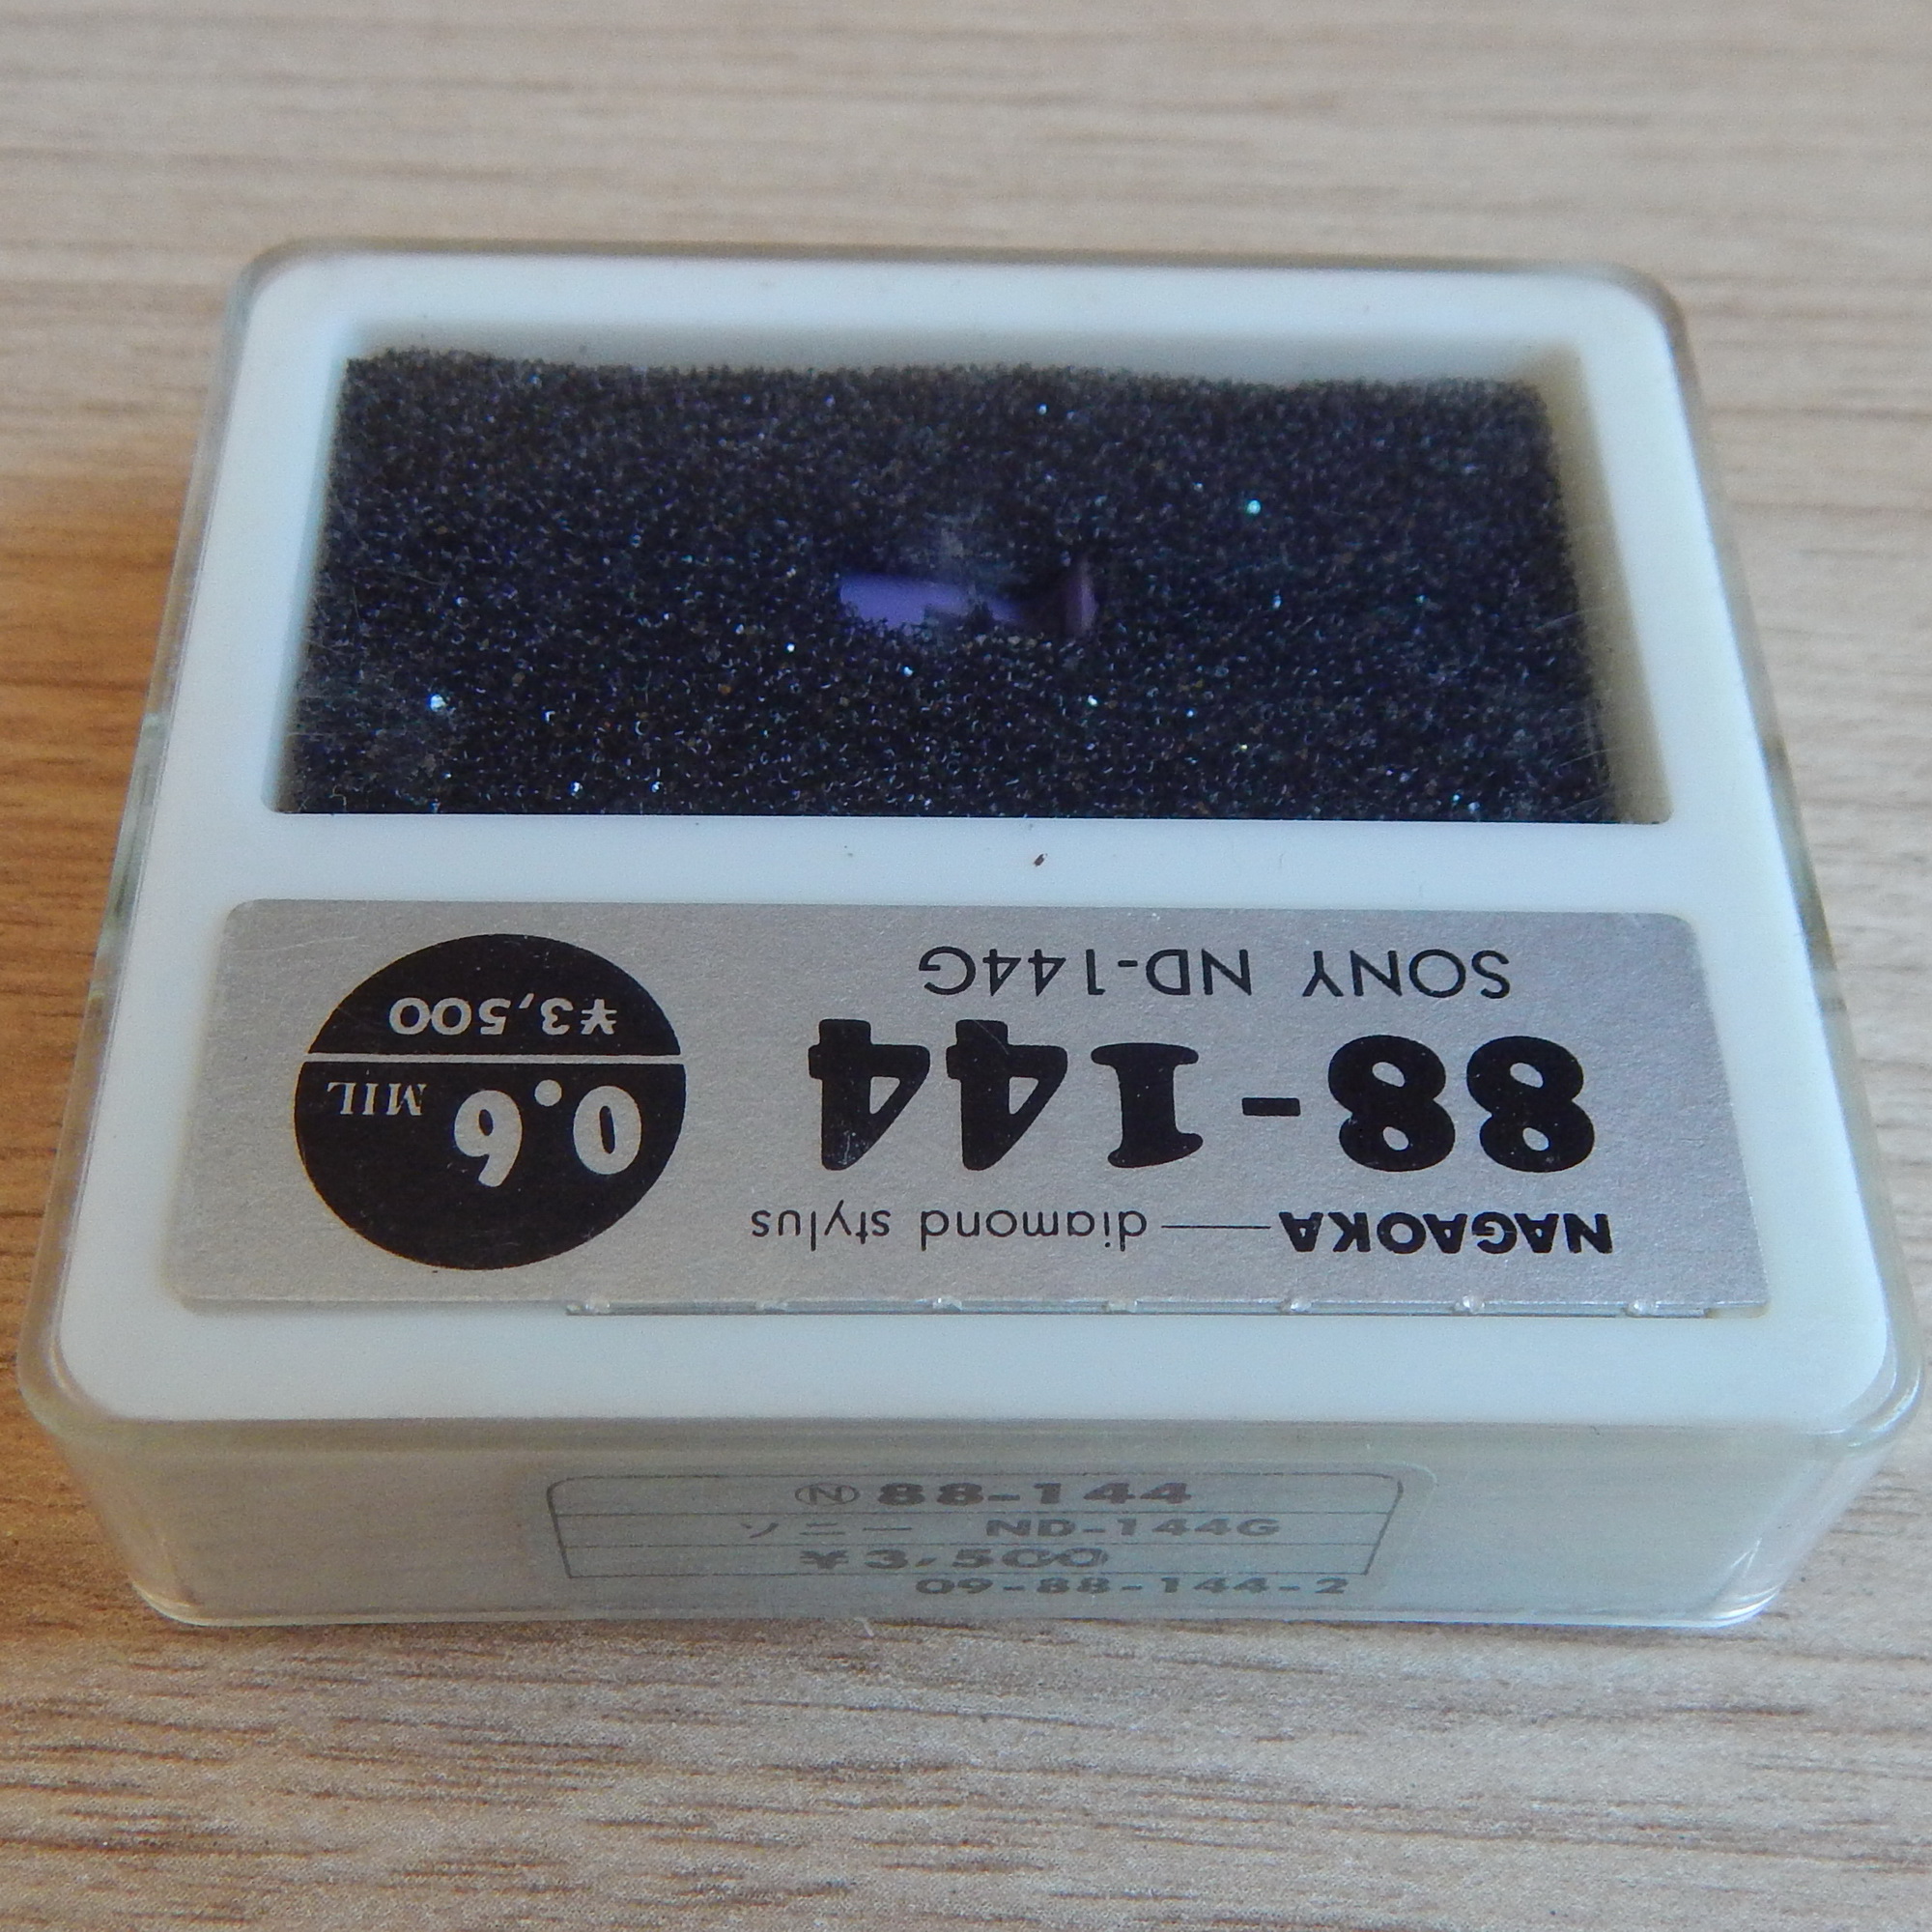 NAGAOKA — diamond stylus
88-144
SONY ND-144G
0.6 MIL
¥3,500
Ⓝ 88-144
ソニー ND-144G
¥3,500
09-88-144-2